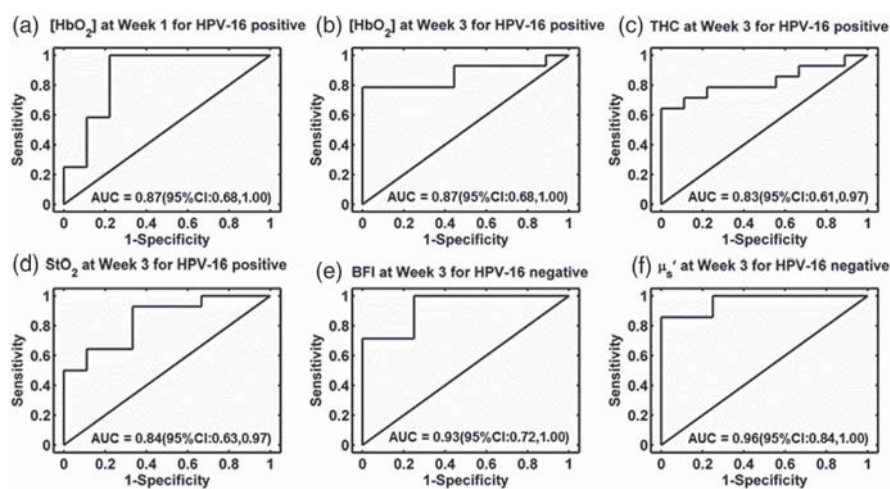 (a) [HbO2] at Week 1 for HPV-16 positive
Sensitivity
1
0.8
0.6
0.4
0.2
0
AUC = 0.87(95%CI:0.68,1.00)
0 0.2 0.4 0.6 0.8 1
1-Specificity
(b) [HbO2] at Week 3 for HPV-16 positive
Sensitivity
1
0.8
0.6
0.4
0.2
0
AUC = 0.87(95%CI:0.68,1.00)
0 0.2 0.4 0.6 0.8 1
1-Specificity
(c) THC at Week 3 for HPV-16 positive
Sensitivity
1
0.8
0.6
0.4
0.2
0
AUC = 0.83(95%CI:0.61,0.97)
0 0.2 0.4 0.6 0.8 1
1-Specificity
(d) StO2 at Week 3 for HPV-16 positive
Sensitivity
1
0.8
0.6
0.4
0.2
0
AUC = 0.84(95%CI:0.63,0.97)
0 0.2 0.4 0.6 0.8 1
1-Specificity
(e) BFI at Week 3 for HPV-16 negative
Sensitivity
1
0.8
0.6
0.4
0.2
0
AUC = 0.93(95%CI:0.72,1.00)
0 0.2 0.4 0.6 0.8 1
1-Specificity
(f) μs′ at Week 3 for HPV-16 negative
Sensitivity
1
0.8
0.6
0.4
0.2
0
AUC = 0.96(95%CI:0.84,1.00)
0 0.2 0.4 0.6 0.8 1
1-Specificity